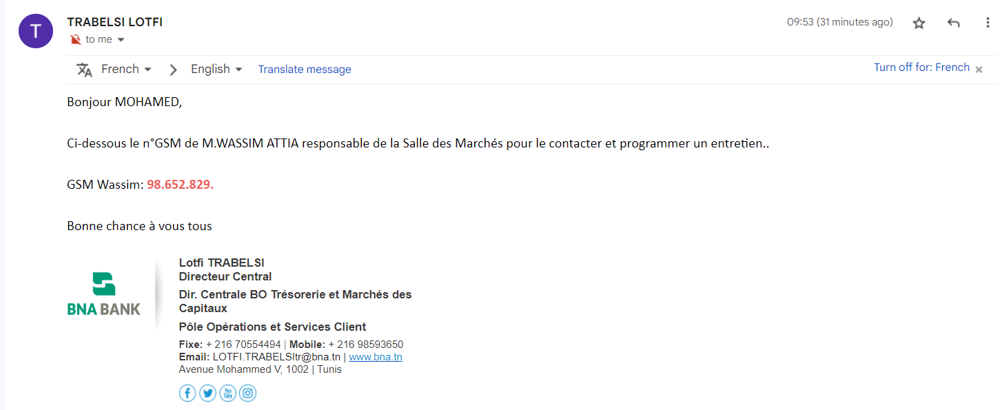 T
TRABELSI LOTFI
09:53 (31 minutes ago)
to me
French
English
Translate message
Turn off for: French
Bonjour MOHAMED,
Ci-dessous le n°GSM de M.WASSIM ATTIA responsable de la Salle des Marchés pour le contacter et programmer un entretien..
GSM Wassim: 98.652.829.
Bonne chance à vous tous
BNA BANK
Lotfi TRABELSI
Directeur Central
Dir. Centrale BO Trésorerie et Marchés des
Capitaux
Pôle Opérations et Services Client
Fixe: + 216 70554494 | Mobile: + 216 98593650
Email: LOTFI.TRABELSItr@bna.tn | www.bna.tn
Avenue Mohammed V, 1002 | Tunis
You Tube